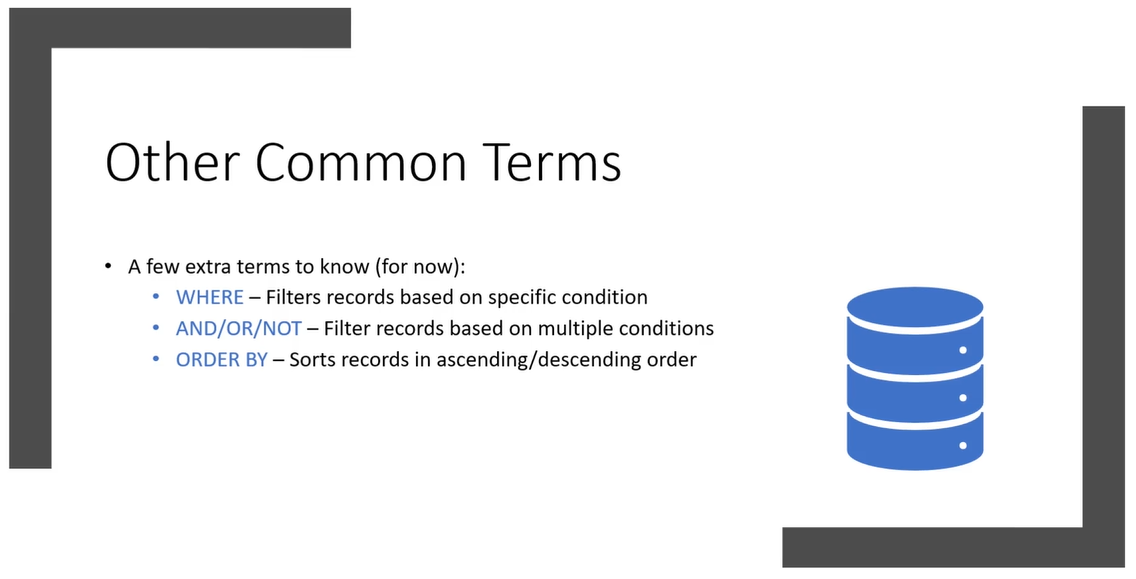 Other Common Terms
• A few extra terms to know (for now):
• WHERE – Filters records based on specific condition
• AND/OR/NOT – Filter records based on multiple conditions
• ORDER BY – Sorts records in ascending/descending order